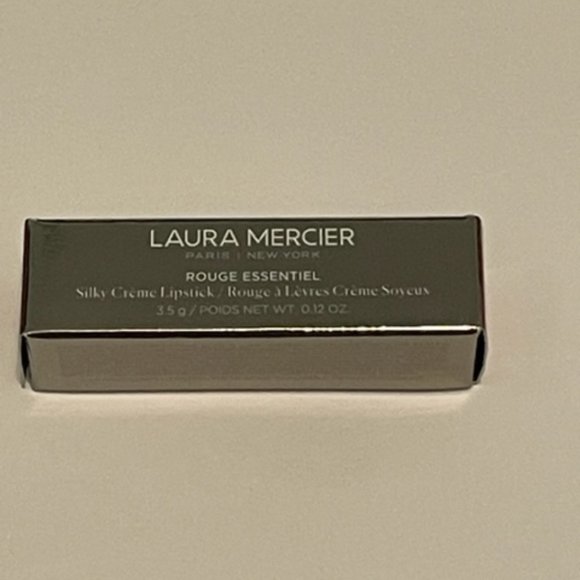 LAURA MERCIER
PARIS | NEW YORK
ROUGE ESSENTIEL
Silky Crème Lipstick / Rouge à Lèvres Crème Soyeux
3.5 g / POIDS NET WT. 0.12 OZ.